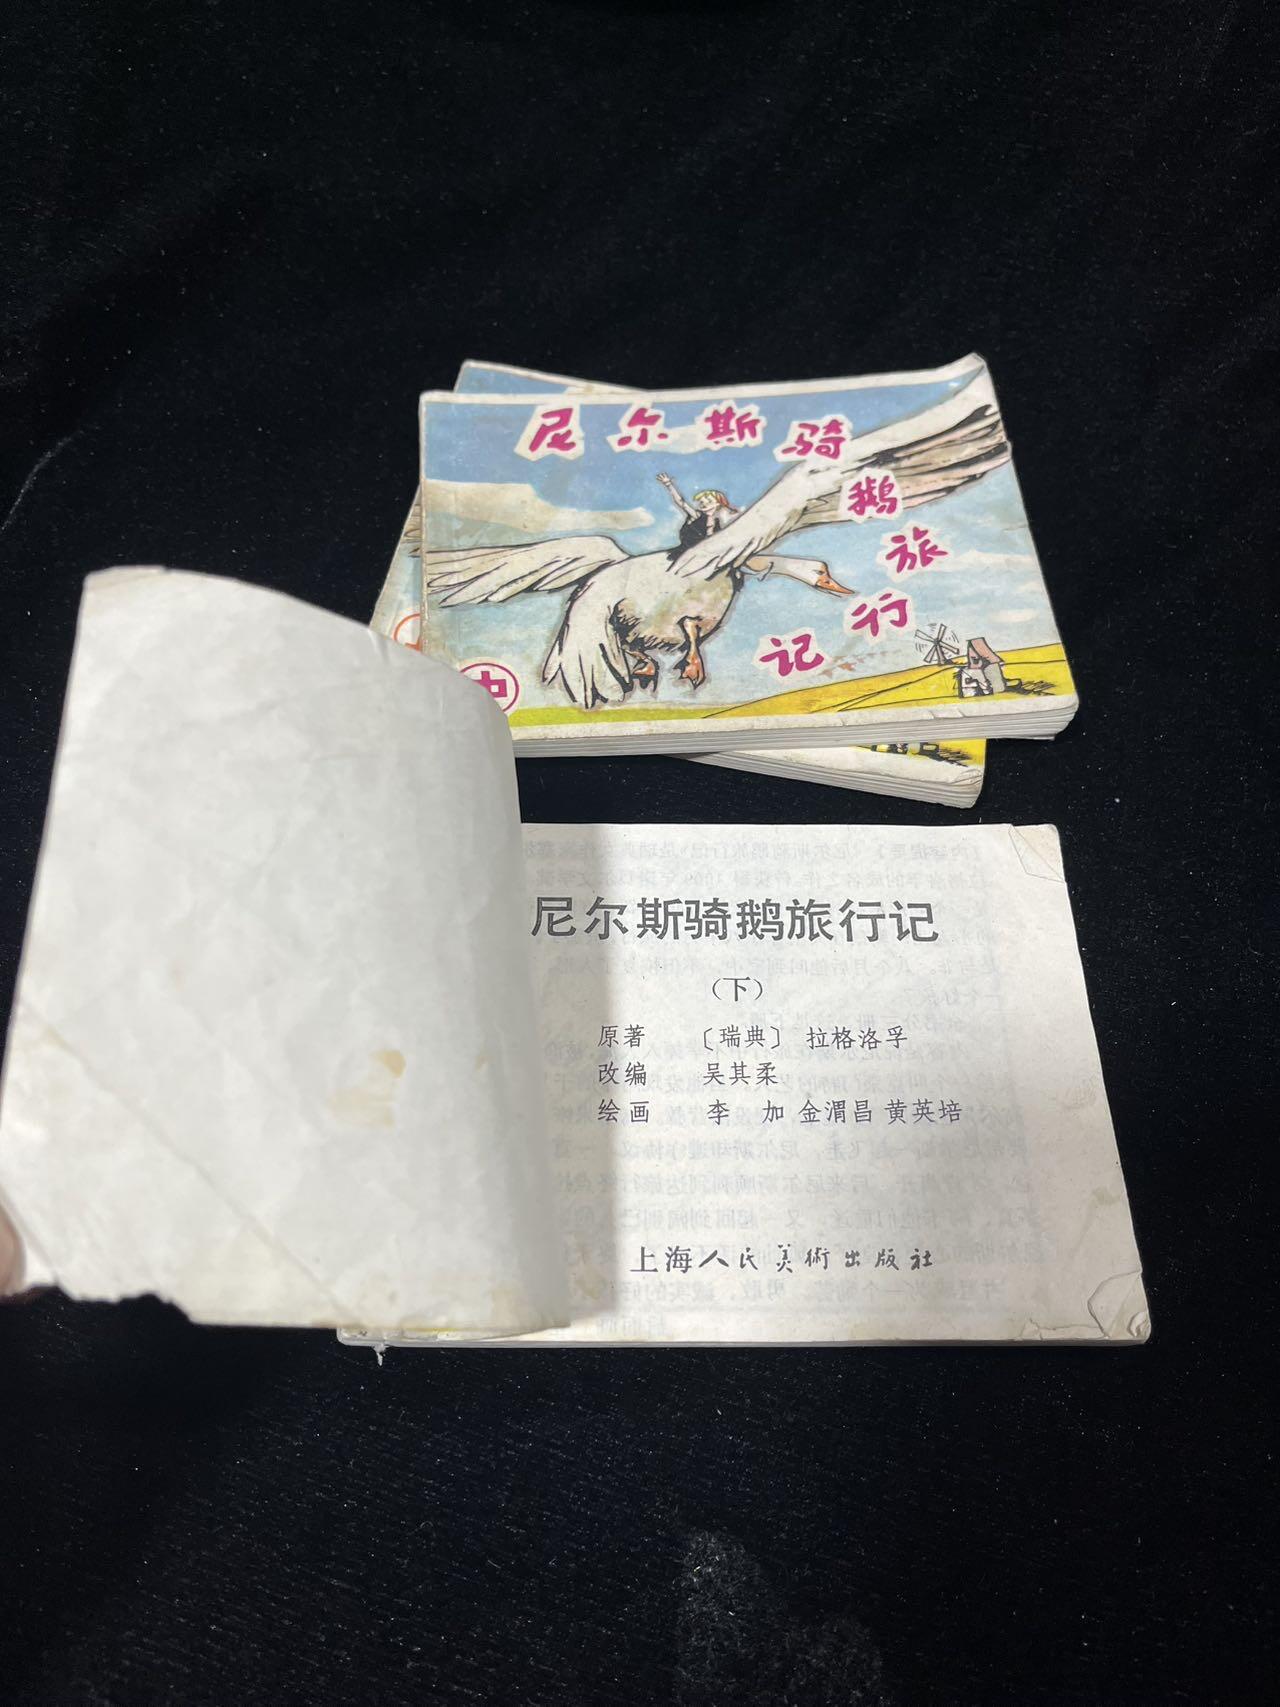 尼尔斯骑鹅旅行记
中
尼尔斯骑鹅旅行记
（下）
原著 〔瑞典〕 拉格洛孚
改编 吴其柔
绘画 李 加 金渭昌 黄英培
上海人民美術出版社